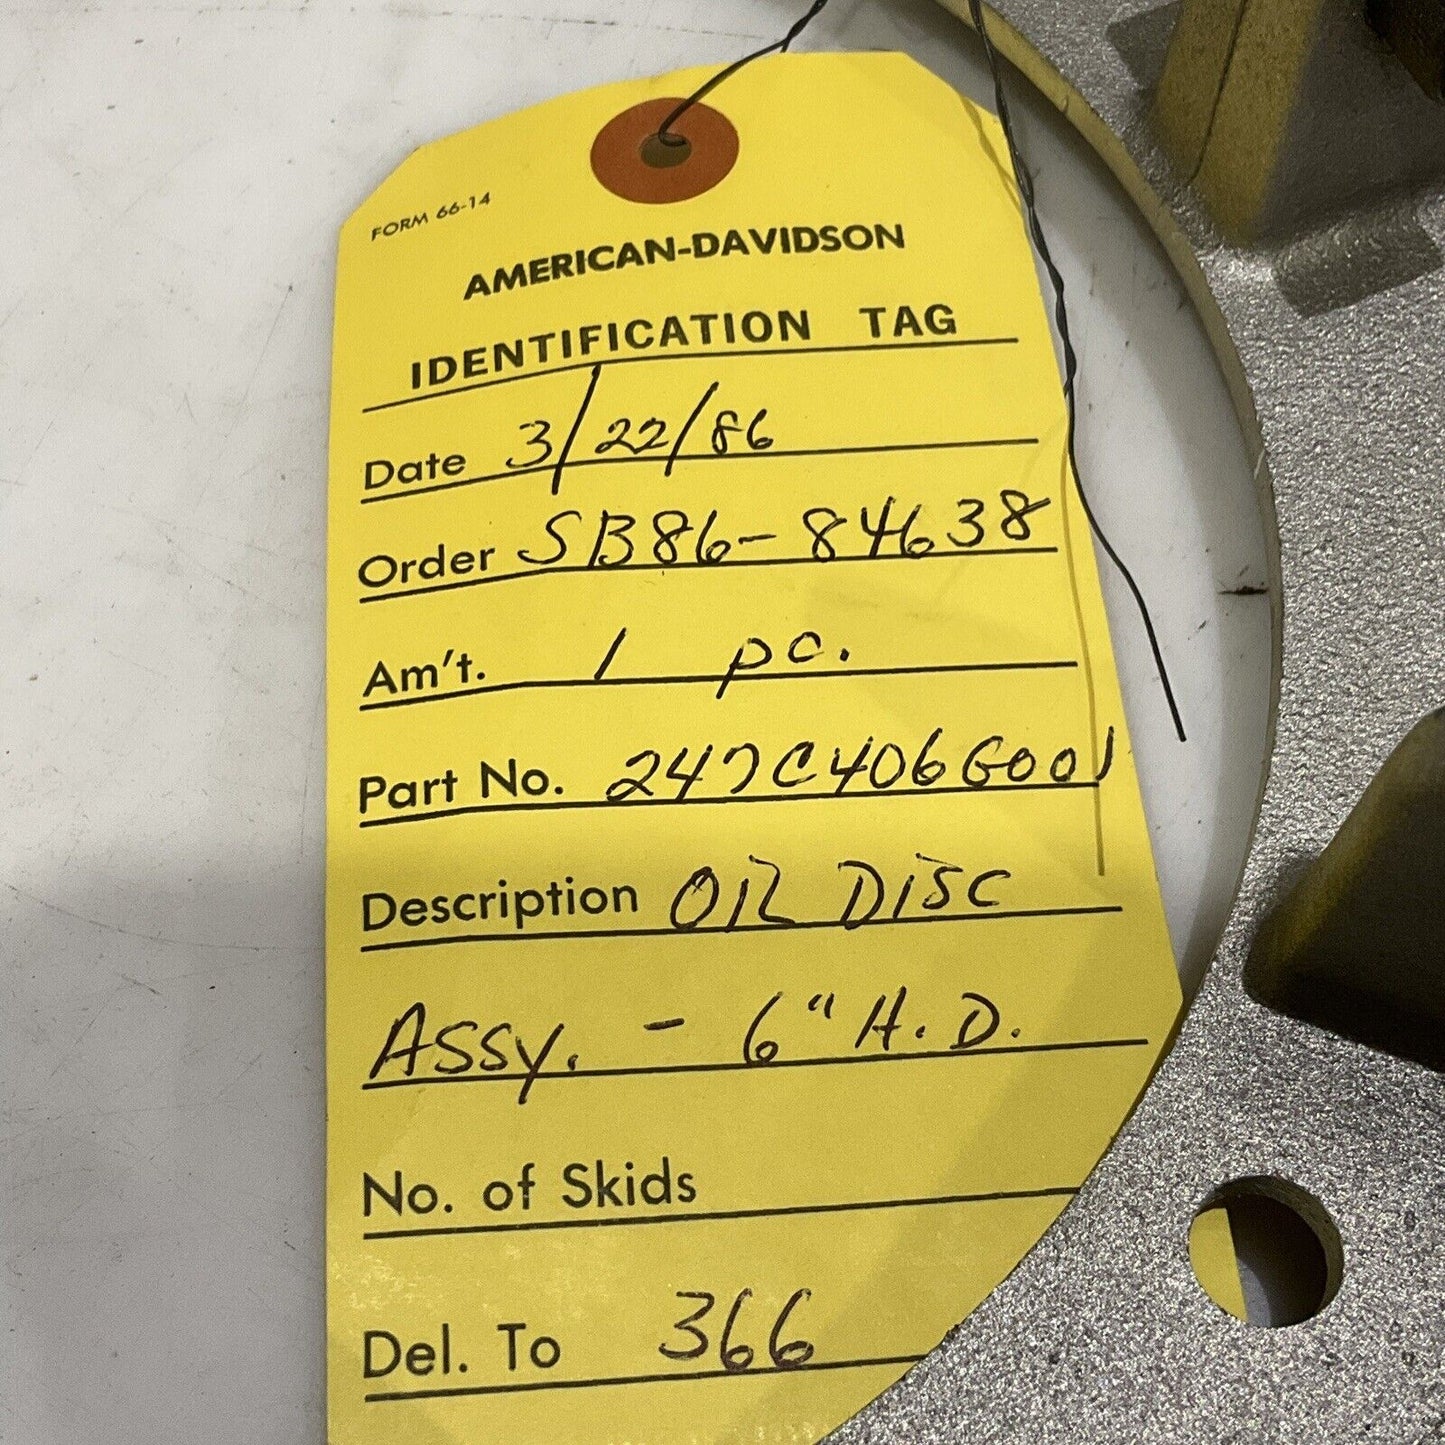 FORM 66-14
AMERICAN-DAVIDSON
IDENTIFICATION TAG
Date 3/22/86
Order SB86-84638
Am't. 1 pc.
Part No. 247C406G001
Description OIL DISC
ASSY. - 6" H.D.
No. of Skids
Del. To 366